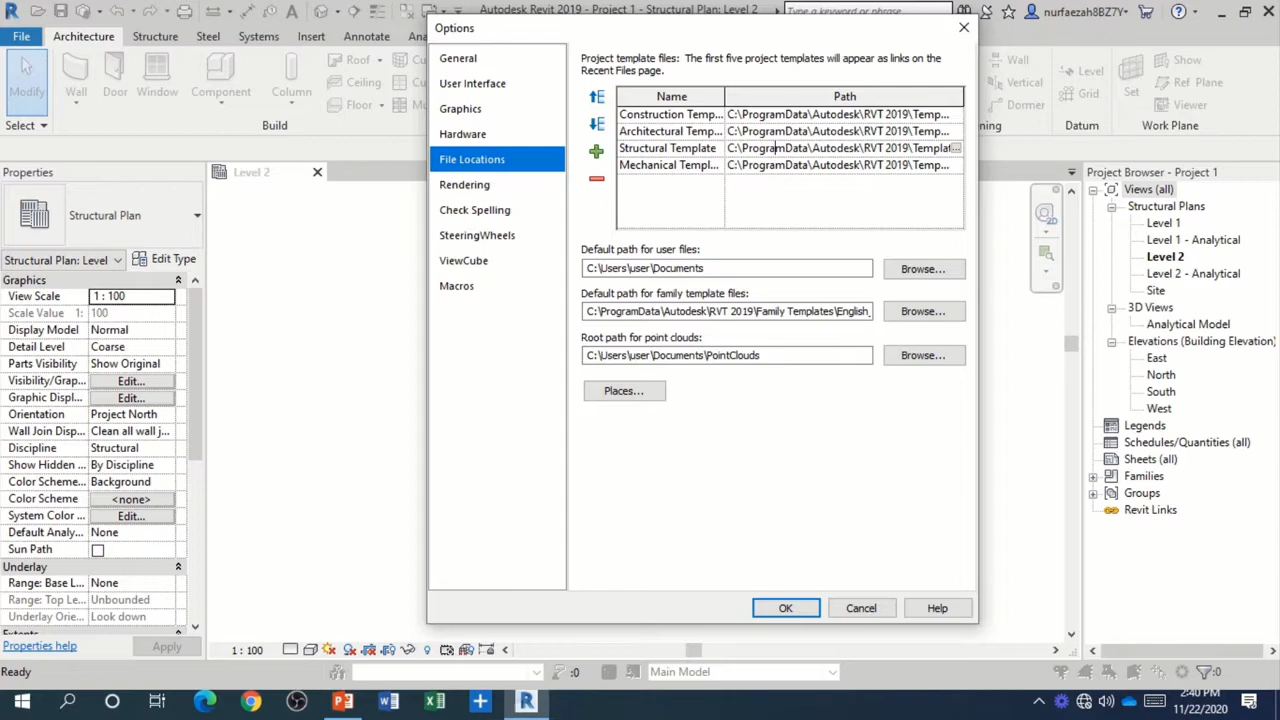 Autodesk Revit 2019 - Project 1 - Structural Plan: Level 2
Type a keyword or phrase
nurfaezah8BZ7Y
File
Architecture
Structure
Steel
Systems
Insert
Annotate
Modify
Wall
Door
Window
Component
Column
Roof
Ceiling
Floor
Wall
Vertical
Dormer
Level
Grid
Set
Show
Ref Plane
Viewer
Select
Build
Datum
Work Plane
Options
General
User Interface
Graphics
Hardware
File Locations
Rendering
Check Spelling
SteeringWheels
ViewCube
Macros
Project template files: The first five project templates will appear as links on the
Recent Files page.
Name Path
Construction Temp... C:\ProgramData\Autodesk\RVT 2019\Temp...
Architectural Temp... C:\ProgramData\Autodesk\RVT 2019\Temp...
Structural Template C:\ProgramData\Autodesk\RVT 2019\Templat ...
Mechanical Templ... C:\ProgramData\Autodesk\RVT 2019\Temp...
Default path for user files:
C:\Users\user\Documents Browse...
Default path for family template files:
C:\ProgramData\Autodesk\RVT 2019\Family Templates\English_ Browse...
Root path for point clouds:
C:\Users\user\Documents\PointClouds Browse...
Places...
OK Cancel Help
Properties
Structural Plan
Structural Plan: Level Edit Type
Graphics
View Scale 1 : 100
Scale Value 1: 100
Display Model Normal
Detail Level Coarse
Parts Visibility Show Original
Visibility/Grap... Edit...
Graphic Displ... Edit...
Orientation Project North
Wall Join Disp... Clean all wall j...
Discipline Structural
Show Hidden ... By Discipline
Color Scheme... Background
Color Scheme <none>
System Color ... Edit...
Default Analy... None
Sun Path
Underlay
Range: Base L... None
Range: Top Le... Unbounded
Underlay Orie... Look down
Extents
Properties help Apply
Level 2
Project Browser - Project 1
Views (all)
Structural Plans
Level 1
Level 1 - Analytical
Level 2
Level 2 - Analytical
Site
3D Views
Analytical Model
Elevations (Building Elevation)
East
North
South
West
Legends
Schedules/Quantities (all)
Sheets (all)
Families
Groups
Revit Links
1 : 100
Ready
:0
Main Model
:0
2:40 PM
11/22/2020